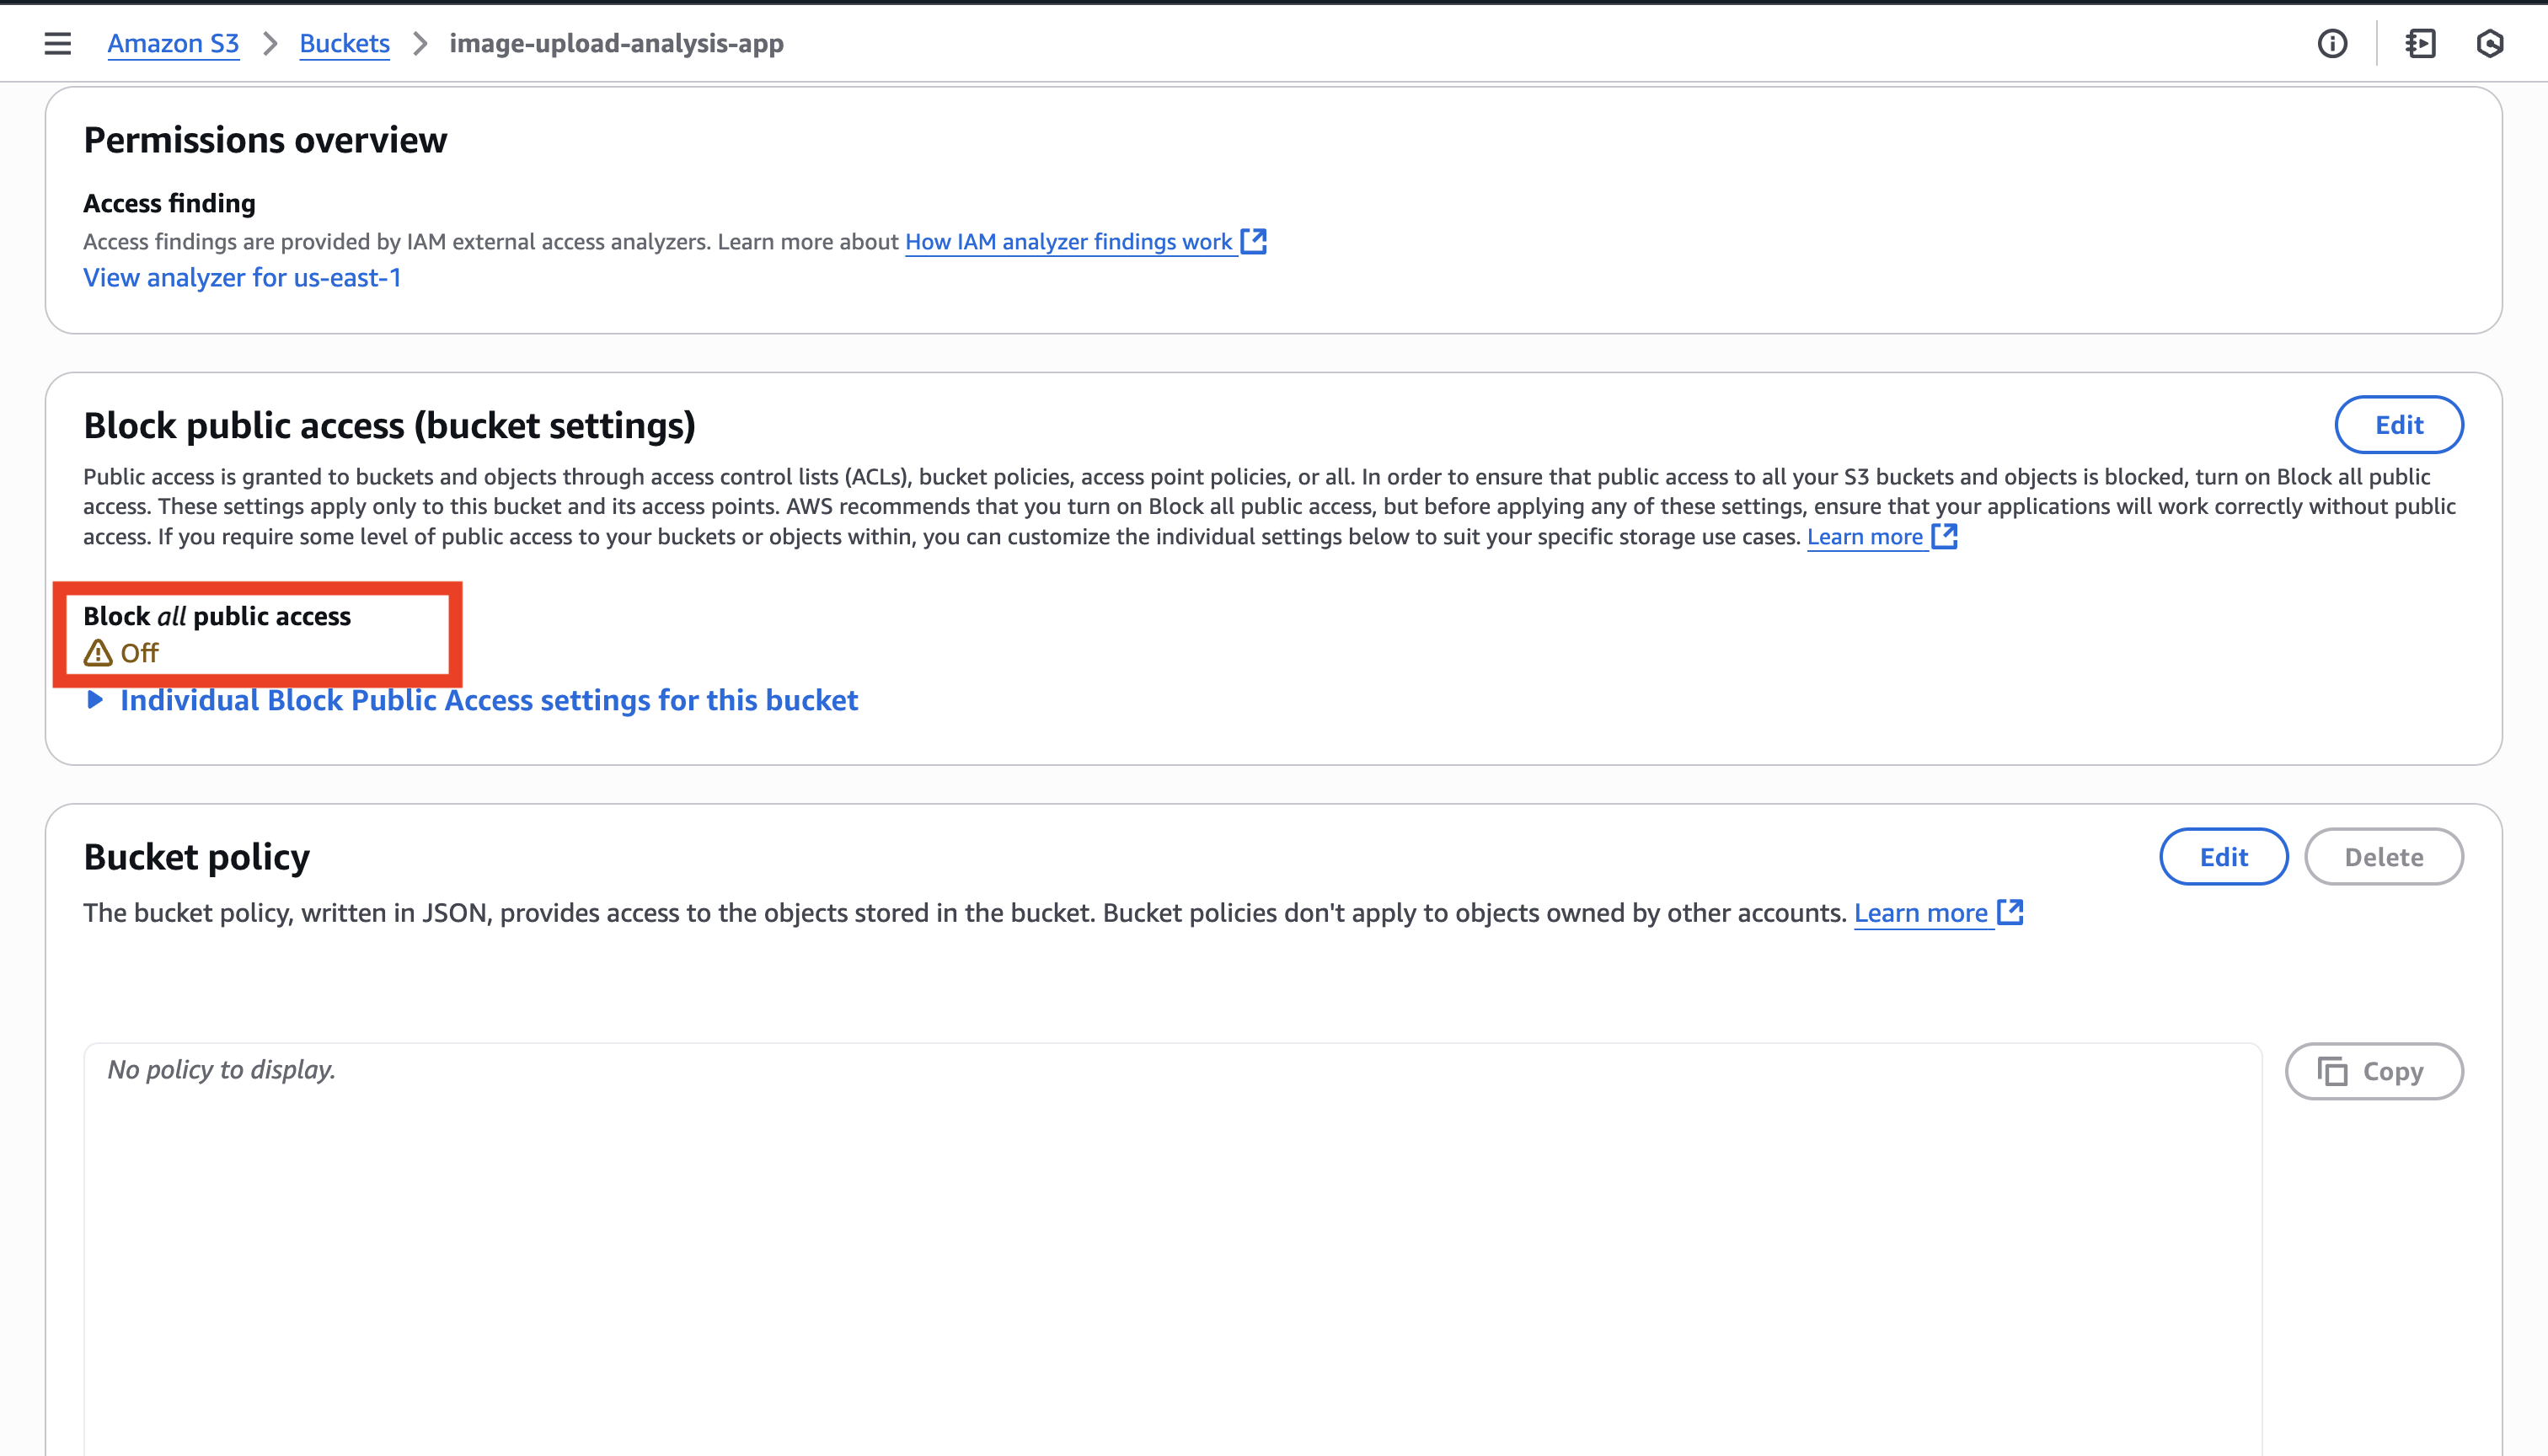 Amazon S3 > Buckets > image-upload-analysis-app
Permissions overview
Access finding
Access findings are provided by IAM external access analyzers. Learn more about How IAM analyzer findings work
View analyzer for us-east-1
Block public access (bucket settings)
Edit
Public access is granted to buckets and objects through access control lists (ACLs), bucket policies, access point policies, or all. In order to ensure that public access to all your S3 buckets and objects is blocked, turn on Block all public
access. These settings apply only to this bucket and its access points. AWS recommends that you turn on Block all public access, but before applying any of these settings, ensure that your applications will work correctly without public
access. If you require some level of public access to your buckets or objects within, you can customize the individual settings below to suit your specific storage use cases. Learn more
Block all public access
Off
Individual Block Public Access settings for this bucket
Bucket policy
Edit
Delete
The bucket policy, written in JSON, provides access to the objects stored in the bucket. Bucket policies don't apply to objects owned by other accounts. Learn more
No policy to display.
Copy